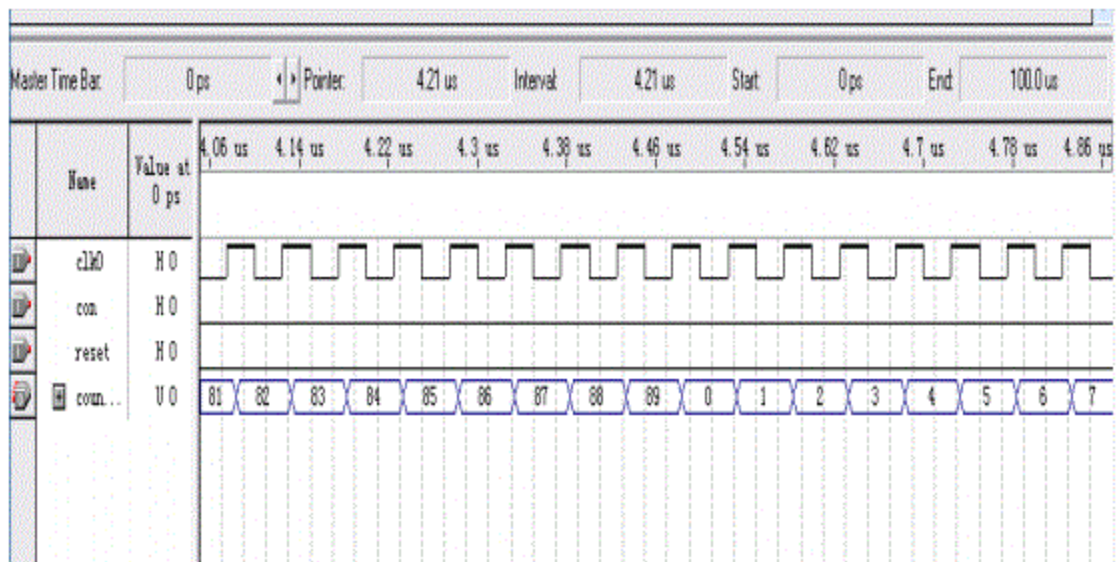 Master Time Bar: 0 ps Pointer: 4.21 us Interval: 4.21 us Start: 0 ps End: 100.0 us
Name Value at 0 ps 4.06 us 4.14 us 4.22 us 4.3 us 4.38 us 4.46 us 4.54 us 4.62 us 4.7 us 4.78 us 4.86 us
clk0 H 0
con H 0
reset H 0
coun... U 0 81 82 83 84 85 86 87 88 89 0 1 2 3 4 5 6 7